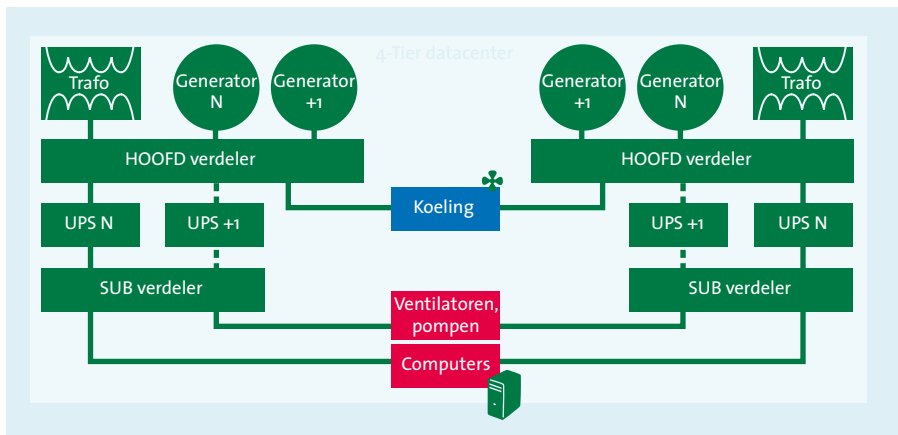 4-Tier datacenter
Trafo
Generator
N
Generator
+1
Generator
+1
Generator
N
Trafo
HOOFD verdeler
HOOFD verdeler
Koeling
UPS N
UPS +1
UPS +1
UPS N
SUB verdeler
SUB verdeler
Ventilatoren,
pompen
Computers